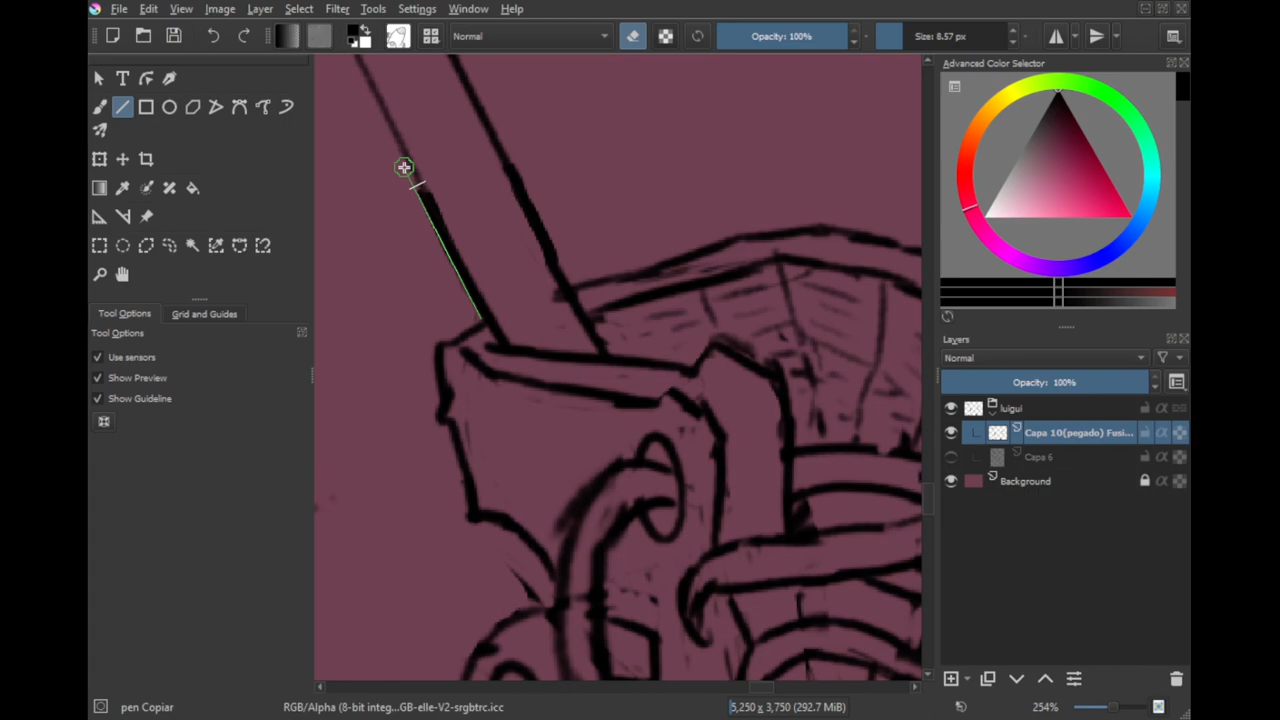 File Edit View Image Layer Select Filter Tools Settings Window Help
Normal Opacity: 100% Size: 8.57 px
Advanced Color Selector
Tool Options Grid and Guides
Tool Options
Use sensors
Show Preview
Show Guideline
Layers
Normal
Opacity: 100%
luigui
Capa 10(pegado) Fusi...
Capa 6
Background
pen Copiar RGB/Alpha (8-bit integ...GB-elle-V2-srgbtrc.icc 5,250 x 3,750 (292.7 MiB) 254%